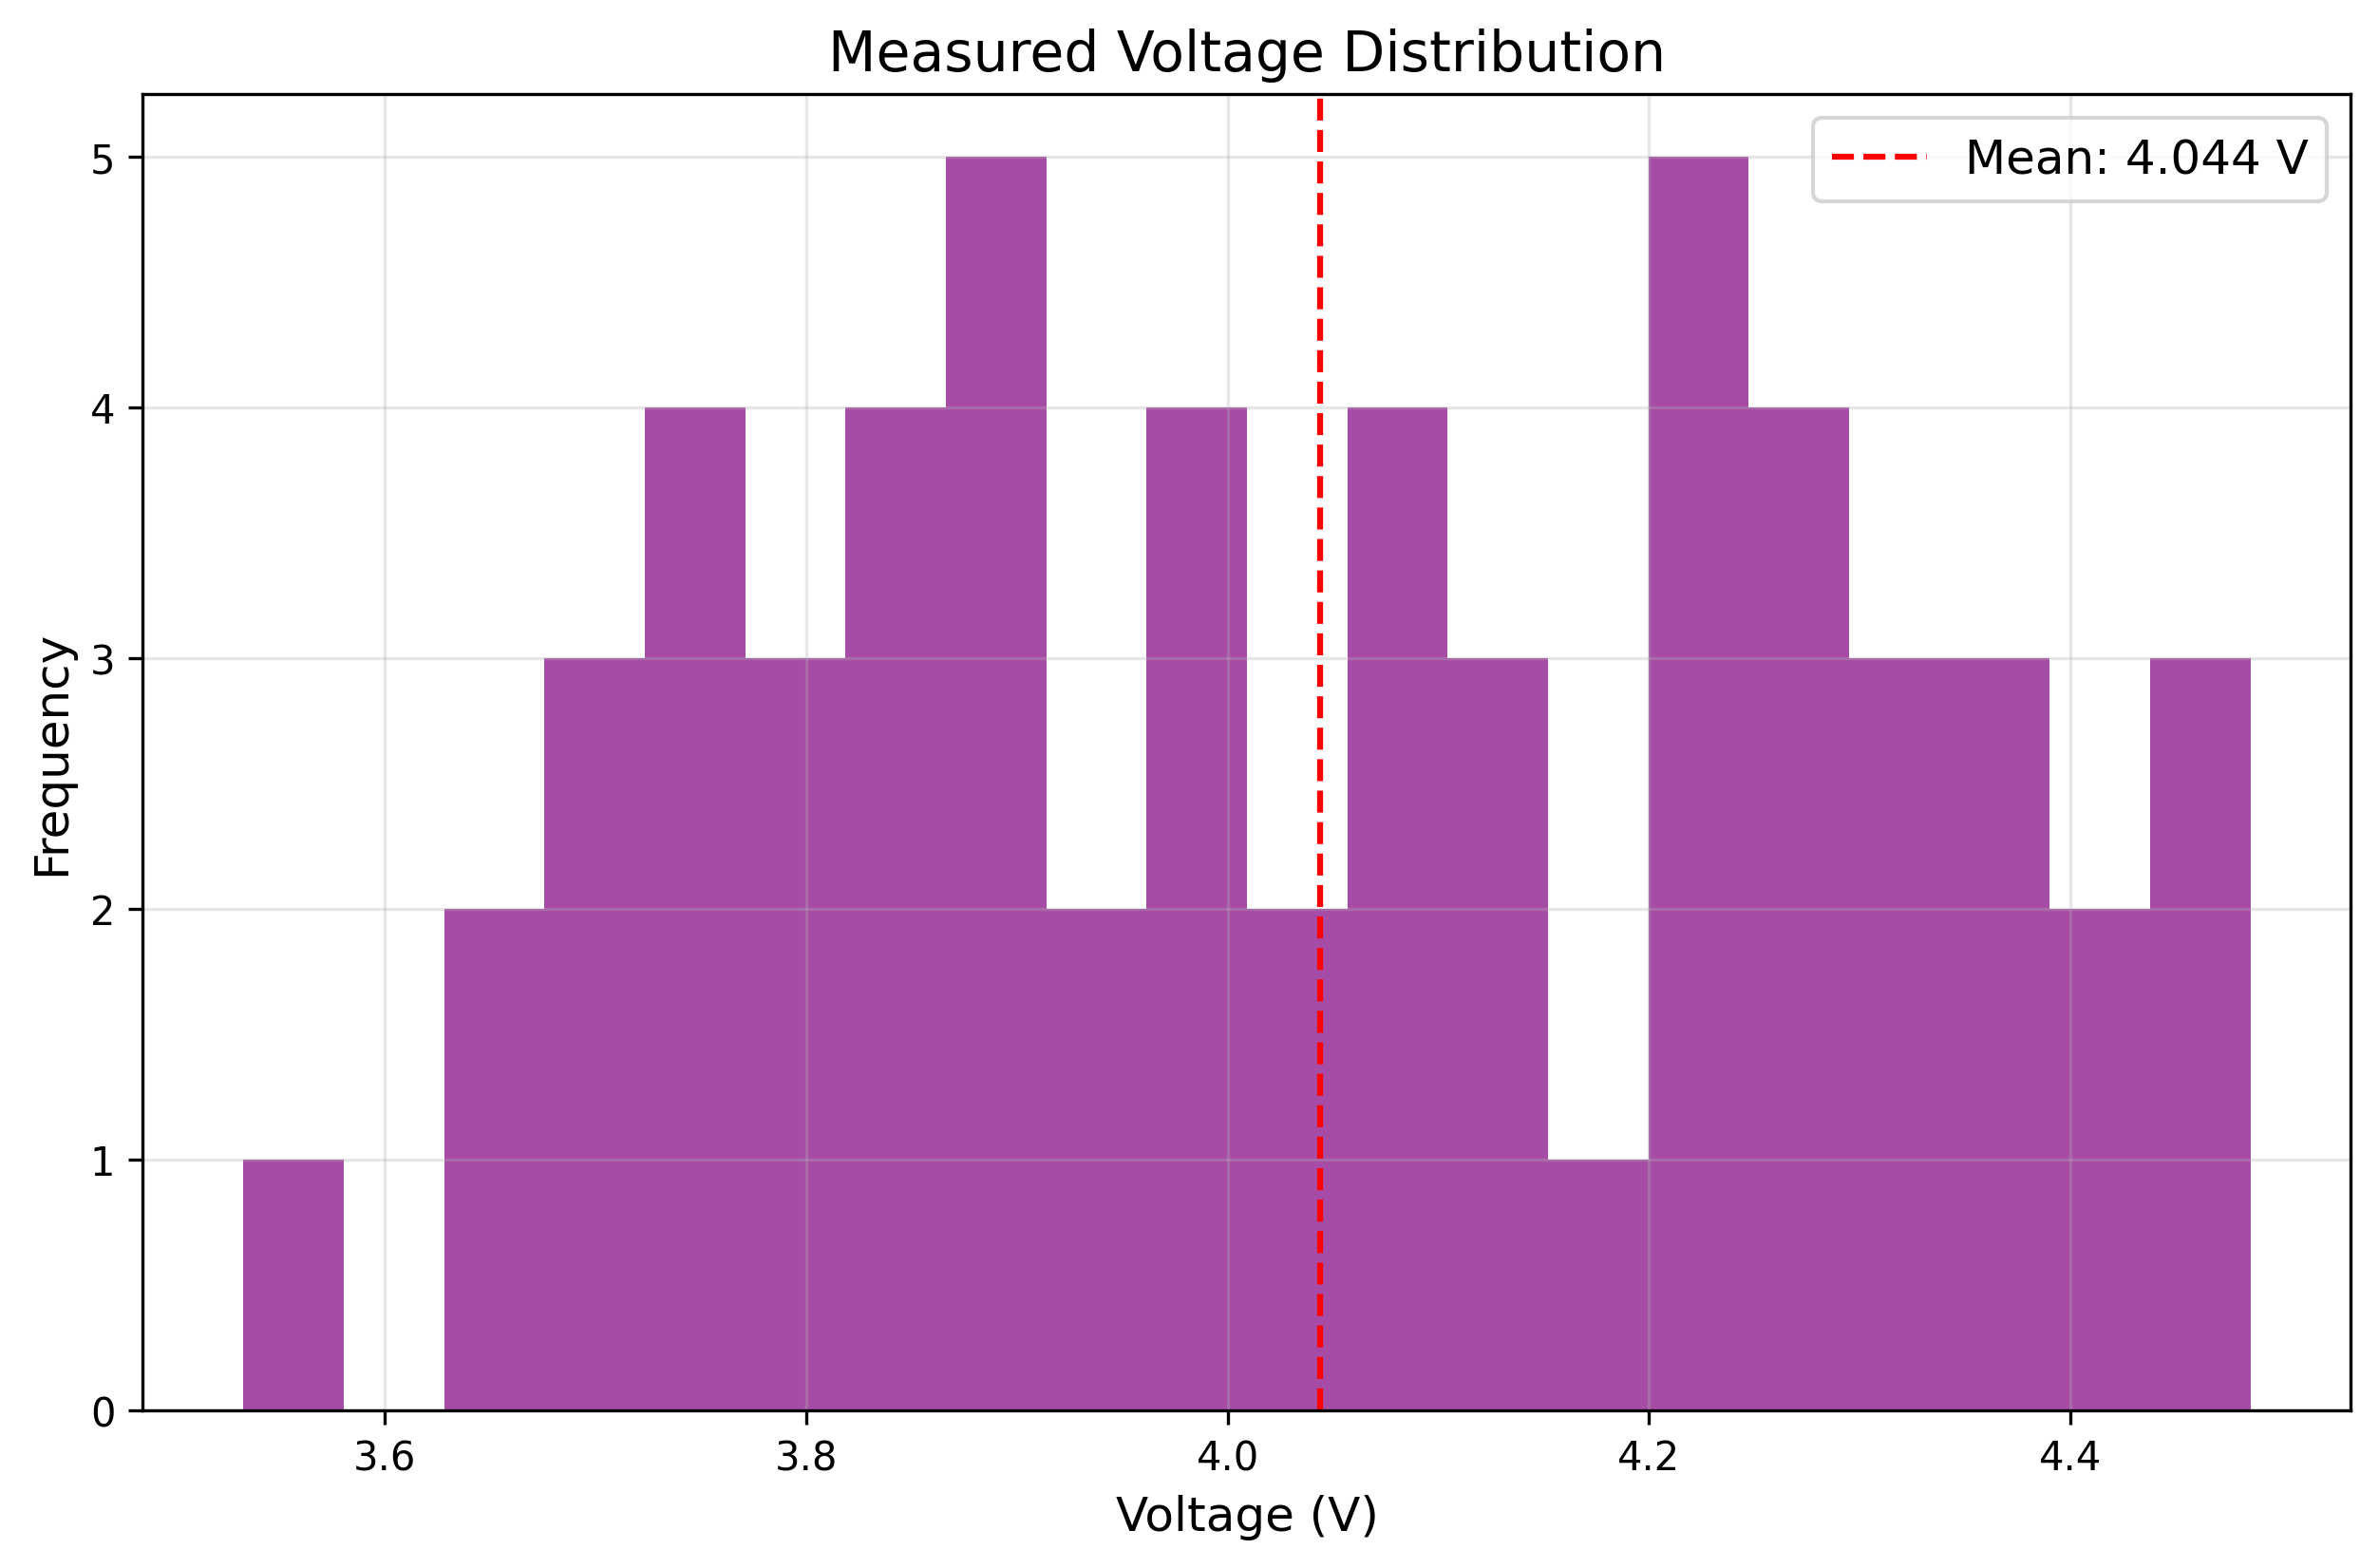 Measured Voltage Distribution
Mean: 4.044 V
5
4
3
2
1
0
Frequency
3.6 3.8 4.0 4.2 4.4
Voltage (V)